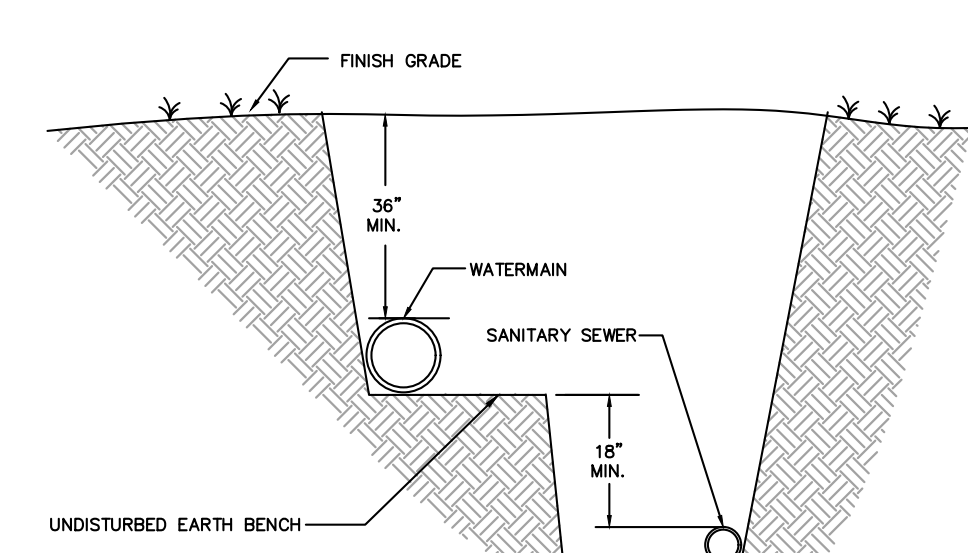 FINISH GRADE
36"
MIN.
WATERMAIN
SANITARY SEWER
18"
MIN.
UNDISTURBED EARTH BENCH